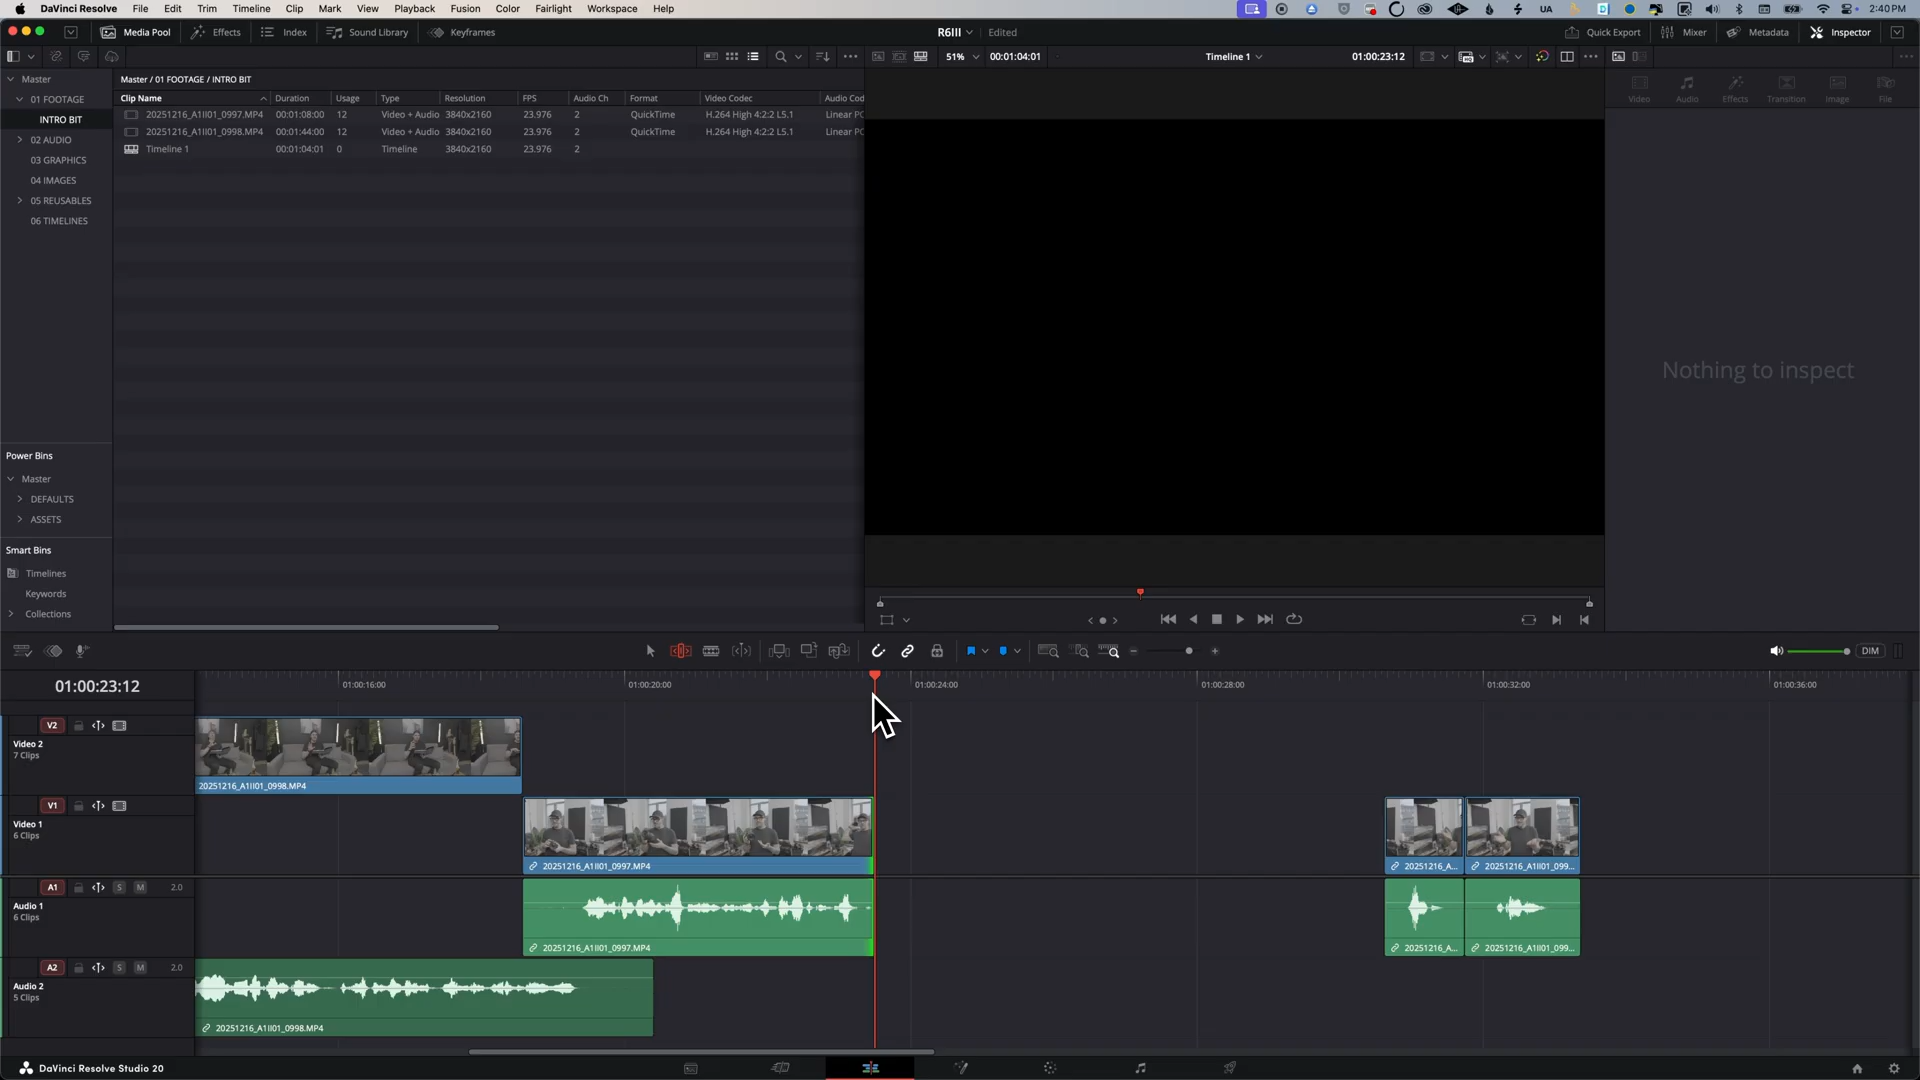 DaVinci Resolve File Edit Trim Timeline Clip Mark View Playback Fusion Color Fairlight Workspace Help UA 2:40 PM
Media Pool Effects Index Sound Library Keyframes R6III Edited Quick Export Mixer Metadata Inspector
51% 00:01:04:01 Timeline 1 01:00:23:12
Master
01 FOOTAGE
INTRO BIT
02 AUDIO
03 GRAPHICS
04 IMAGES
05 REUSABLES
06 TIMELINES
Power Bins
Master
DEFAULTS
ASSETS
Smart Bins
Timelines
Keywords
Collections
Master / 01 FOOTAGE / INTRO BIT
Clip Name Duration Usage Type Resolution FPS Audio Ch Format Video Codec Audio Cod
20251216_A1II01_0997.MP4 00:01:08:00 12 Video + Audio 3840x2160 23.976 2 QuickTime H.264 High 4:2:2 L5.1 Linear PC
20251216_A1II01_0998.MP4 00:01:44:00 12 Video + Audio 3840x2160 23.976 2 QuickTime H.264 High 4:2:2 L5.1 Linear PC
Timeline 1 00:01:04:01 0 Timeline 3840x2160 23.976 2
Video Audio Effects Transition Image File
Nothing to inspect
DIM
01:00:23:12
01:00:16:00 01:00:20:00 01:00:24:00 01:00:28:00 01:00:32:00 01:00:36:00
V2
Video 2
7 Clips
20251216_A1II01_0998.MP4
V1
Video 1
6 Clips
20251216_A1II01_0997.MP4 20251216_A... 20251216_A1II01_099...
A1 S M 2.0
Audio 1
6 Clips
20251216_A1II01_0997.MP4 20251216_A... 20251216_A1II01_099...
A2 S M 2.0
Audio 2
5 Clips
20251216_A1II01_0998.MP4
DaVinci Resolve Studio 20